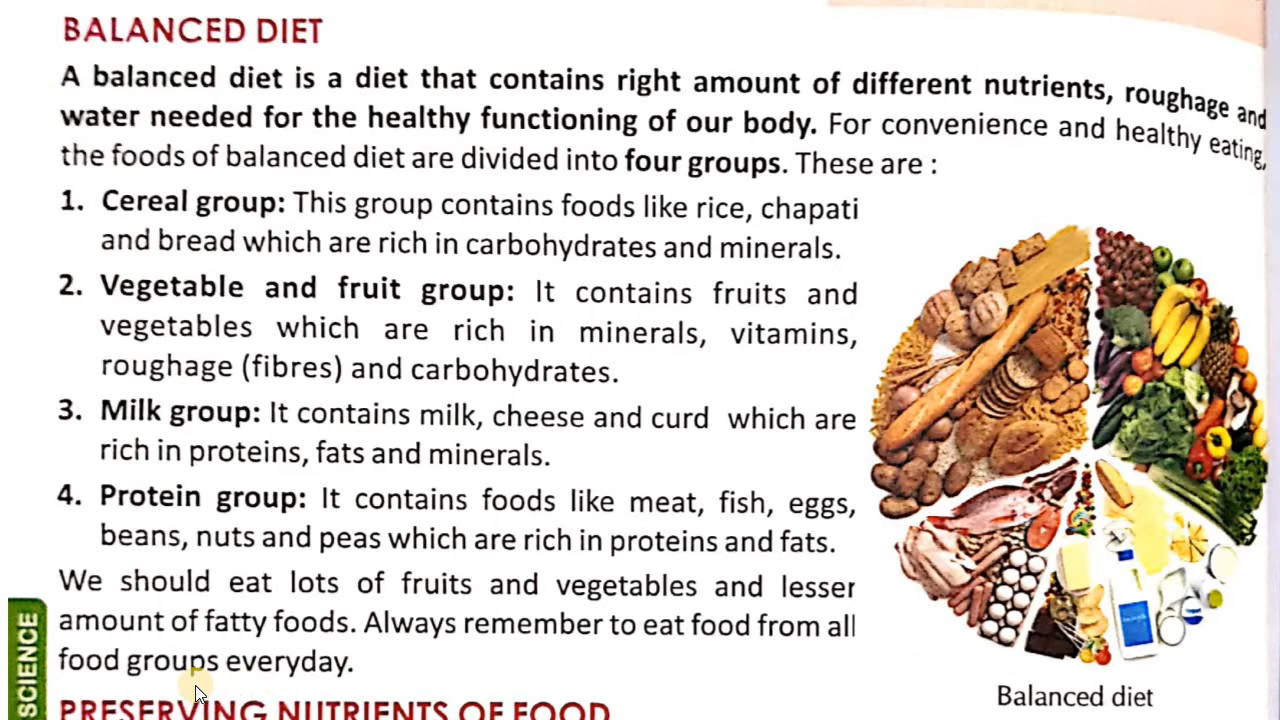 BALANCED DIET
A balanced diet is a diet that contains right amount of different nutrients, roughage and
water needed for the healthy functioning of our body. For convenience and healthy eating,
the foods of balanced diet are divided into four groups. These are :
1. Cereal group: This group contains foods like rice, chapati
and bread which are rich in carbohydrates and minerals.
2. Vegetable and fruit group: It contains fruits and
vegetables which are rich in minerals, vitamins,
roughage (fibres) and carbohydrates.
3. Milk group: It contains milk, cheese and curd which are
rich in proteins, fats and minerals.
4. Protein group: It contains foods like meat, fish, eggs,
beans, nuts and peas which are rich in proteins and fats.
We should eat lots of fruits and vegetables and lesser
amount of fatty foods. Always remember to eat food from all
food groups everyday.
Balanced diet
SCIENCE
PRESERVING NUTRIENTS OF FOOD